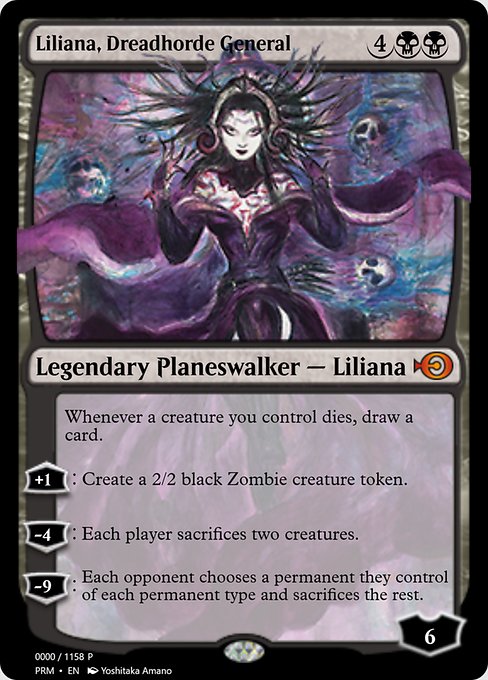 Liliana, Dreadhorde General 4
Legendary Planeswalker — Liliana
Whenever a creature you control dies, draw a
card.
+1 : Create a 2/2 black Zombie creature token.
-4 : Each player sacrifices two creatures.
-9 : Each opponent chooses a permanent they control
of each permanent type and sacrifices the rest.
6
0000 / 1158 P
PRM • EN Yoshitaka Amano